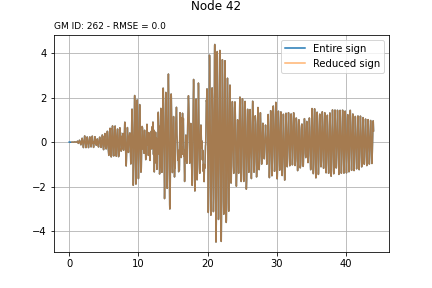 Node 42
GM ID: 262 - RMSE = 0.0
Entire sign
Reduced sign
4
2
0
−2
−4
0 10 20 30 40